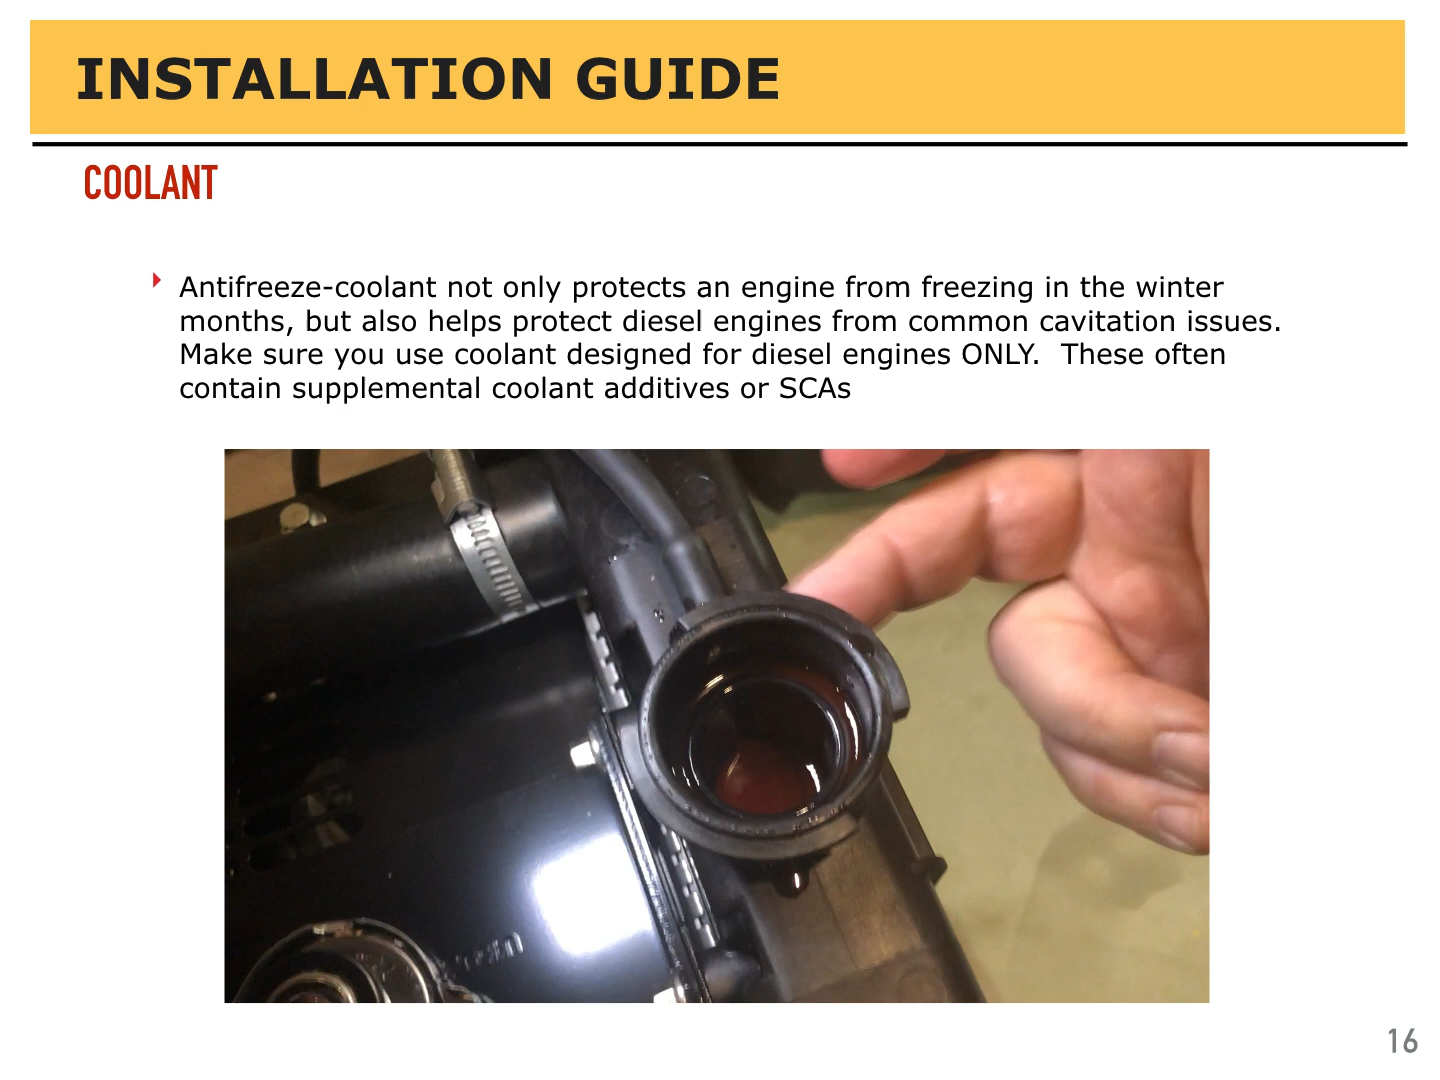 INSTALLATION GUIDE
COOLANT
Antifreeze-coolant not only protects an engine from freezing in the winter
months, but also helps protect diesel engines from common cavitation issues.
Make sure you use coolant designed for diesel engines ONLY.  These often
contain supplemental coolant additives or SCAs
16